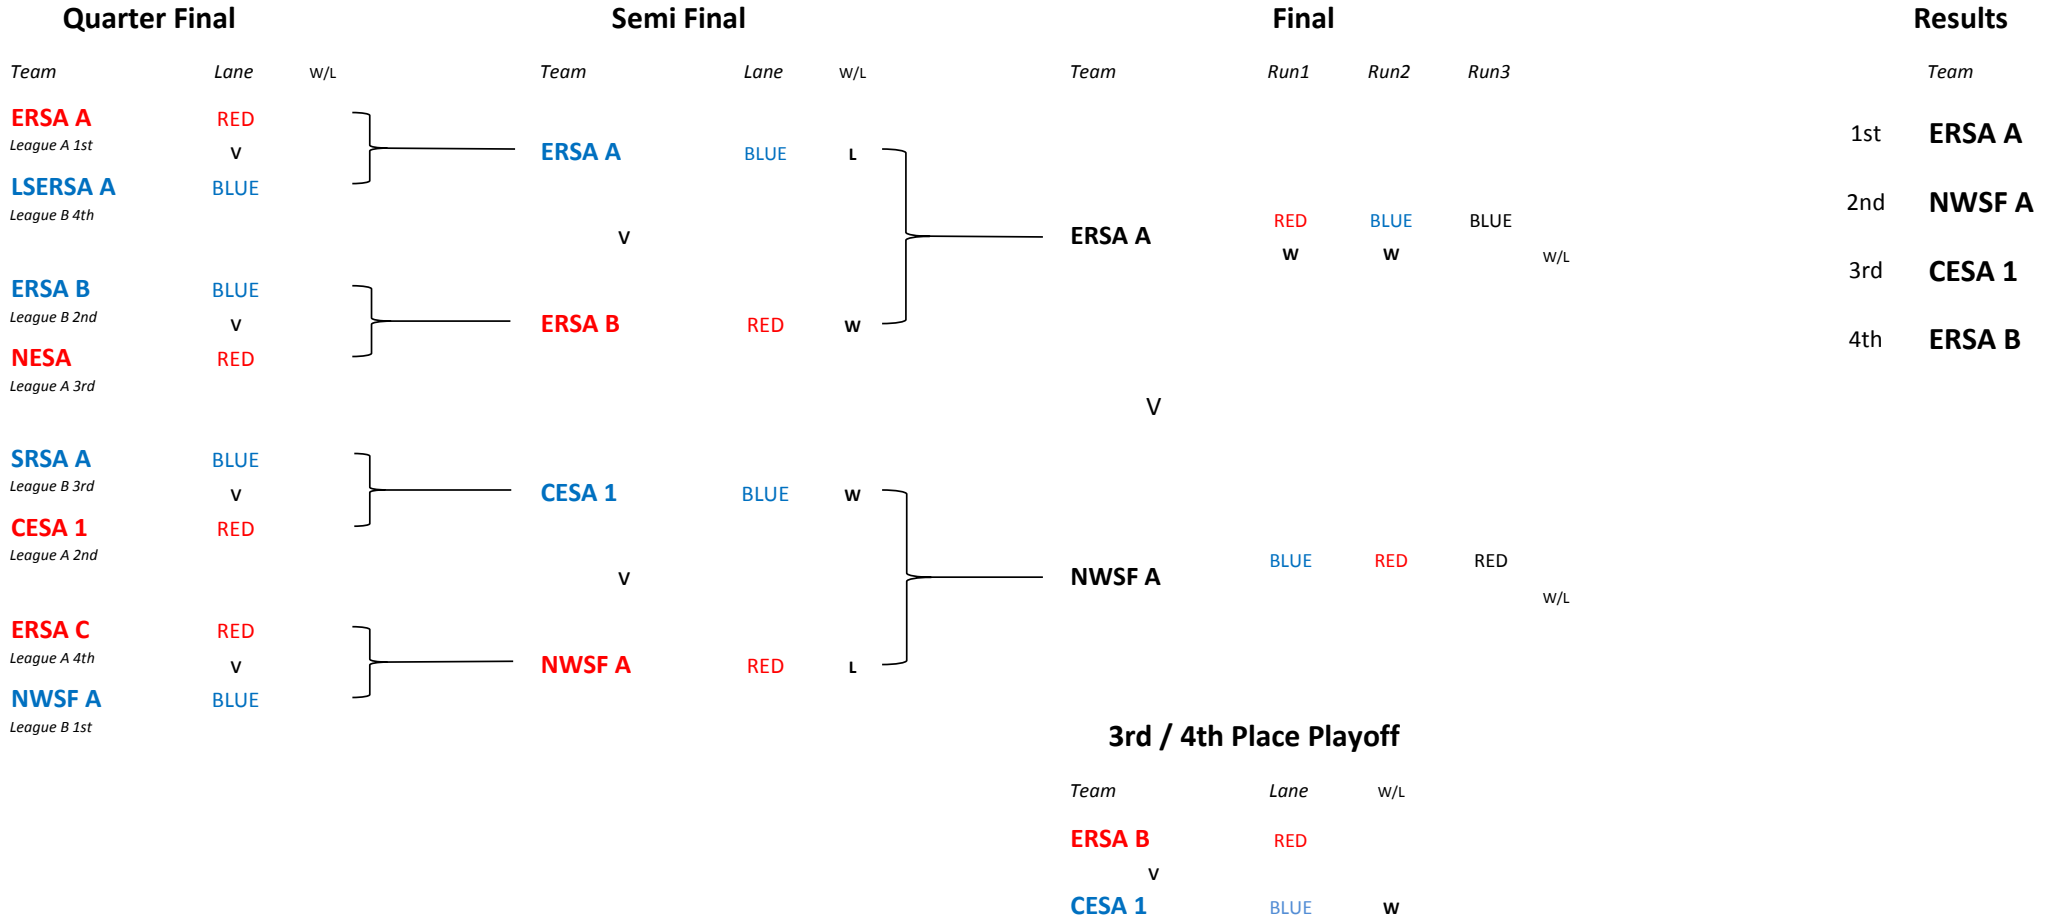 Quarter Final
Team Lane W/L
ERSA A RED
League A 1st
V
LSERSA A BLUE
League B 4th
ERSA B BLUE
League B 2nd
V
NESA RED
League A 3rd
SRSA A BLUE
League B 3rd
V
CESA 1 RED
League A 2nd
ERSA C RED
League A 4th
V
NWSF A BLUE
League B 1st
Semi Final
Team Lane W/L
ERSA A BLUE L
V
ERSA B RED W
CESA 1 BLUE W
V
NWSF A RED L
Final
Team Run1 Run2 Run3
RED BLUE BLUE
ERSA A
W W W/L
V
BLUE RED RED
NWSF A
W/L
3rd / 4th Place Playoff
Team Lane W/L
ERSA B RED
V
CESA 1 BLUE W
Results
Team
1st ERSA A
2nd NWSF A
3rd CESA 1
4th ERSA B